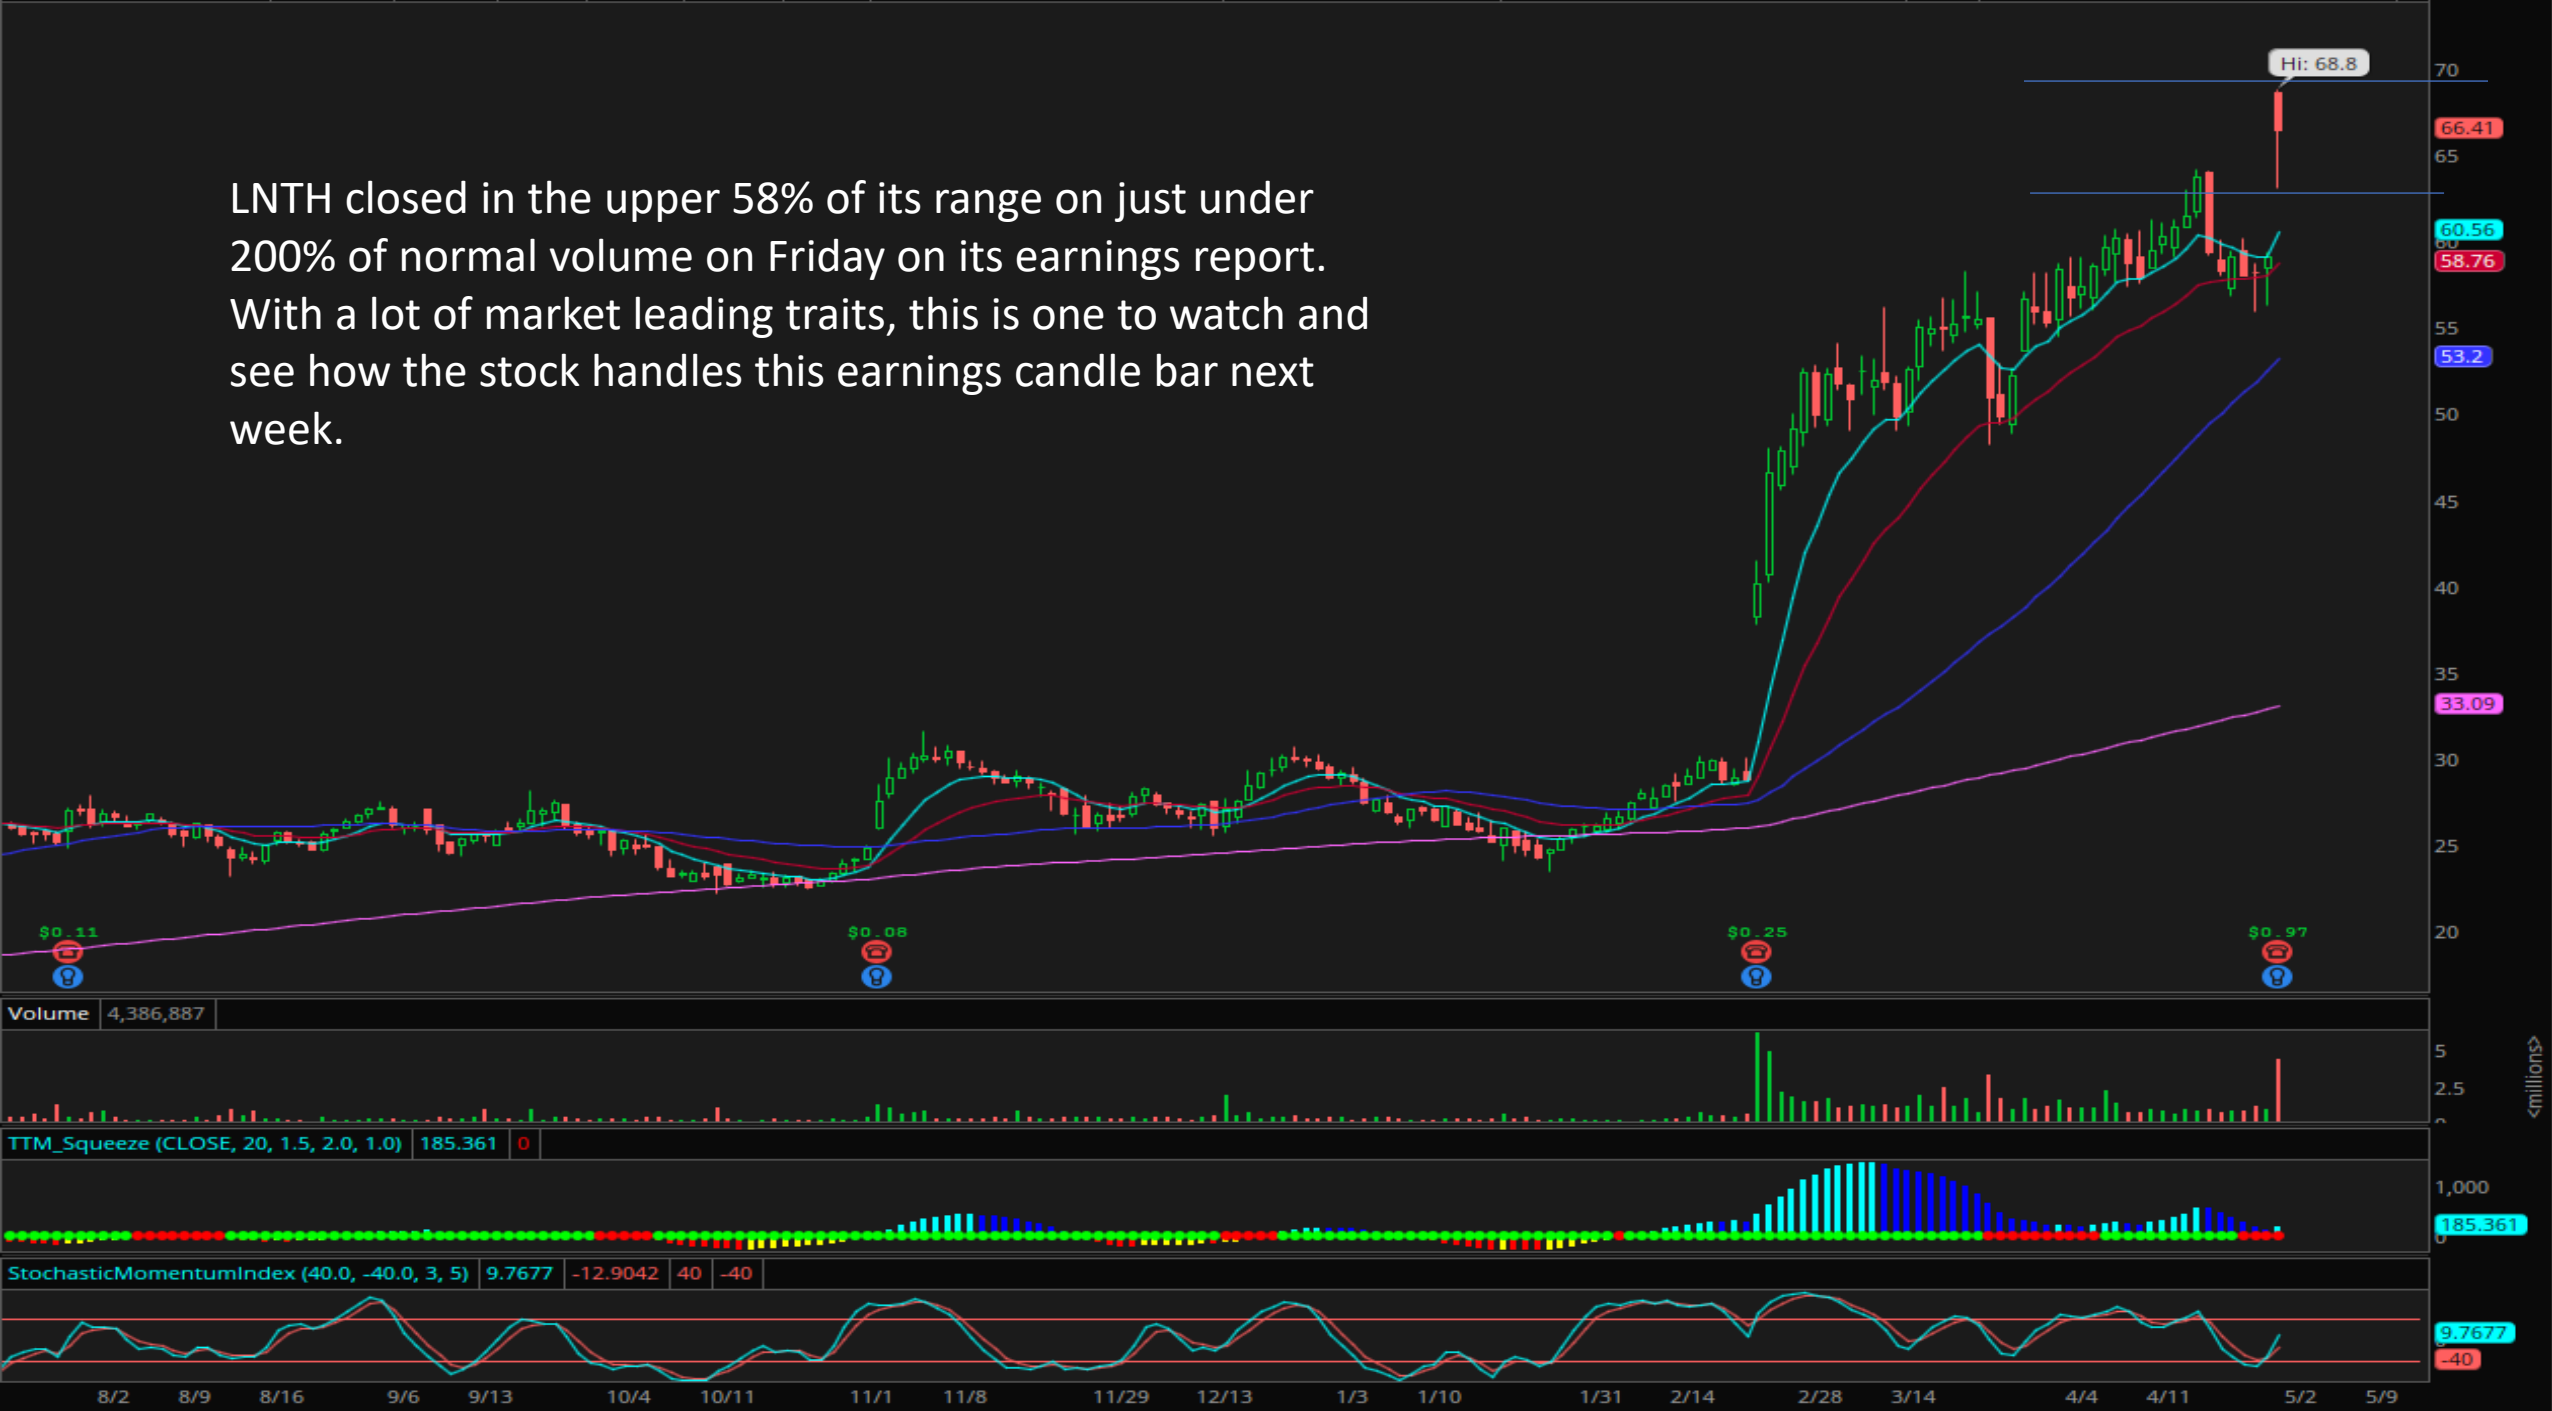 Hi: 68.8
70
66.41
65
LNTH closed in the upper 58% of its range on just under
200% of normal volume on Friday on its earnings report.
With a lot of market leading traits, this is one to watch and
see how the stock handles this earnings candle bar next
week.
60.56
60
58.76
55
53.2
50
45
40
35
33.09
30
25
20
$0.11 $0.08 $0.25 $0.97
Volume 4,386,887
5
2.5
<millions>
TTM_Squeeze (CLOSE, 20, 1.5, 2.0, 1.0) 185.361 0
1,000
185.361
StochasticMomentumIndex (40.0, -40.0, 3, 5) 9.7677 -12.9042 40 -40
9.7677
-40
8/2 8/9 8/16 9/6 9/13 10/4 10/11 11/1 11/8 11/29 12/13 1/3 1/10 1/31 2/14 2/28 3/14 4/4 4/11 5/2 5/9